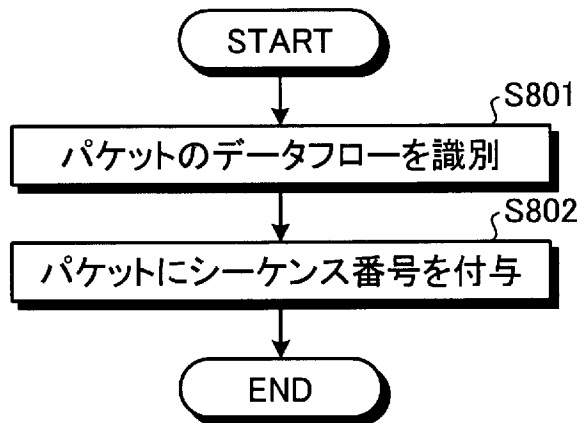 START
S801
パケットのデータフローを識別
S802
パケットにシーケンス番号を付与
END